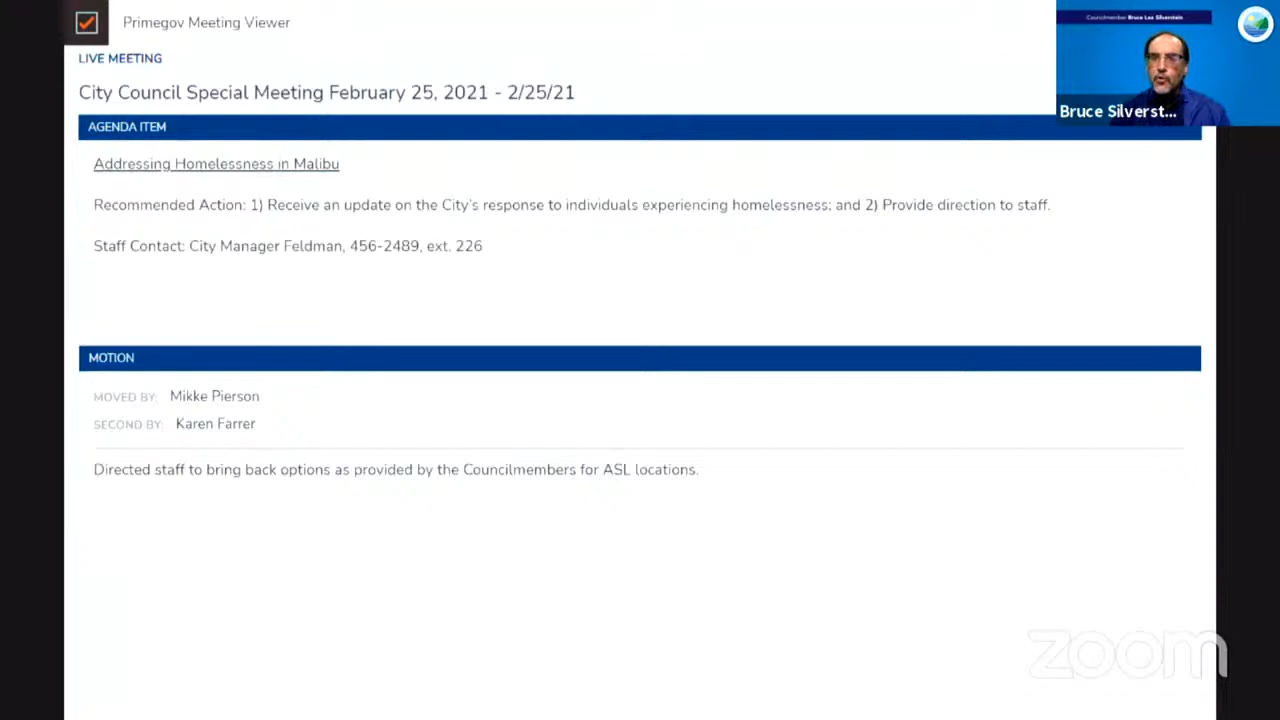 Primegov Meeting Viewer
Councilmember Bruce Lee Silverstein
LIVE MEETING
City Council Special Meeting February 25, 2021 - 2/25/21
Bruce Silverst...
AGENDA ITEM
Addressing Homelessness in Malibu
Recommended Action: 1) Receive an update on the City's response to individuals experiencing homelessness; and 2) Provide direction to staff.
Staff Contact: City Manager Feldman, 456-2489, ext. 226
MOTION
MOVED BY: Mikke Pierson
SECOND BY: Karen Farrer
Directed staff to bring back options as provided by the Councilmembers for ASL locations.
zoom